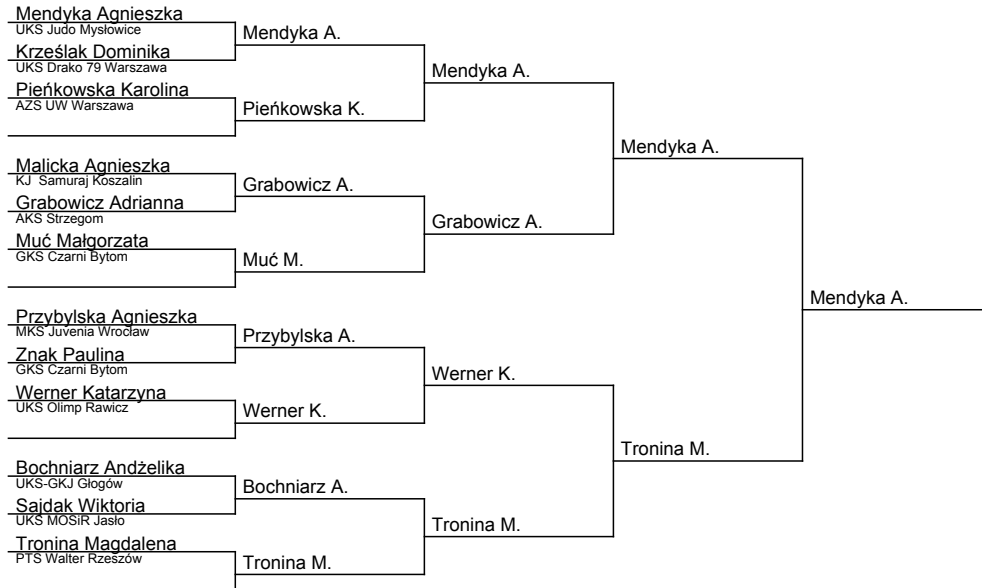 Mendyka Agnieszka
UKS Judo Mysłowice
Mendyka A.
Krześlak Dominika
UKS Drako 79 Warszawa
Mendyka A.
Pieńkowska Karolina
AZS UW Warszawa
Pieńkowska K.
Mendyka A.
Malicka Agnieszka
KJ  Samuraj Koszalin
Grabowicz A.
Grabowicz Adrianna
AKS Strzegom
Grabowicz A.
Muć Małgorzata
GKS Czarni Bytom
Muć M.
Mendyka A.
Przybylska Agnieszka
MKS Juvenia Wrocław
Przybylska A.
Znak Paulina
GKS Czarni Bytom
Werner K.
Werner Katarzyna
UKS Olimp Rawicz
Werner K.
Tronina M.
Bochniarz Andżelika
UKS-GKJ Głogów
Bochniarz A.
Sajdak Wiktoria
UKS MOSiR Jasło
Tronina M.
Tronina Magdalena
PTS Walter Rzeszów
Tronina M.